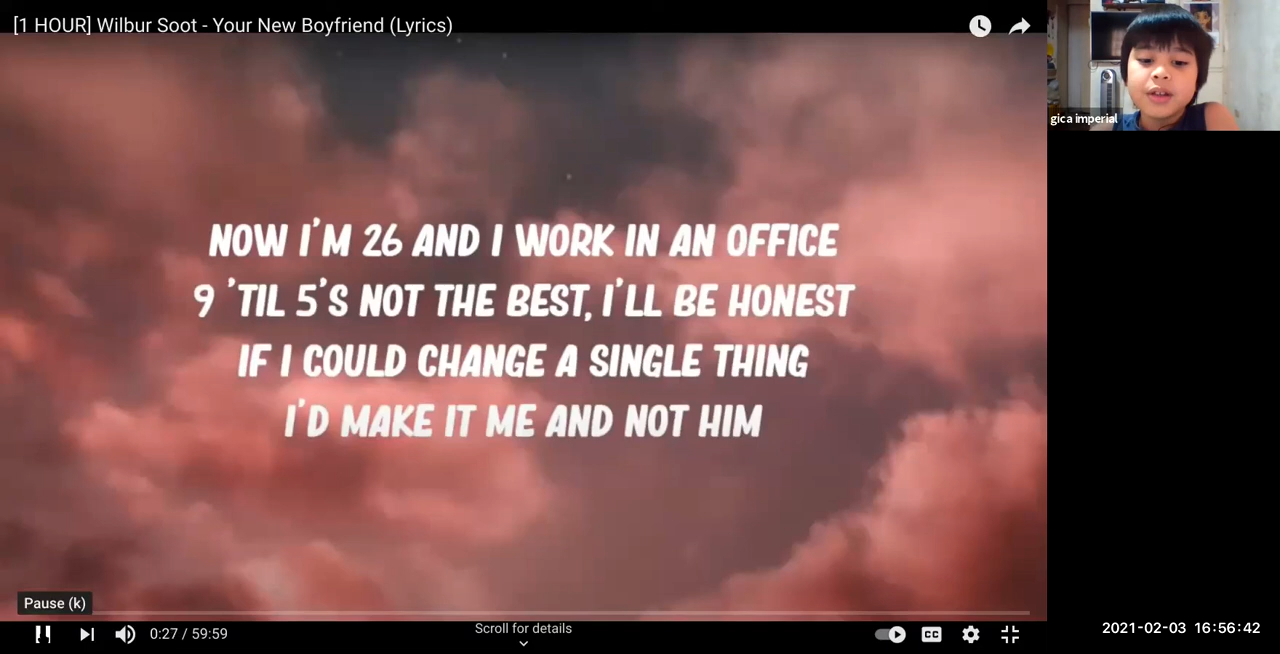 [1 HOUR] Wilbur Soot - Your New Boyfriend (Lyrics)
gica imperial
NOW I'M 26 AND I WORK IN AN OFFICE
9 'TIL 5'S NOT THE BEST, I'LL BE HONEST
IF I COULD CHANGE A SINGLE THING
I'D MAKE IT ME AND NOT HIM
Pause (k)
0:27 / 59:59
Scroll for details
CC
2021-02-03 16:56:42